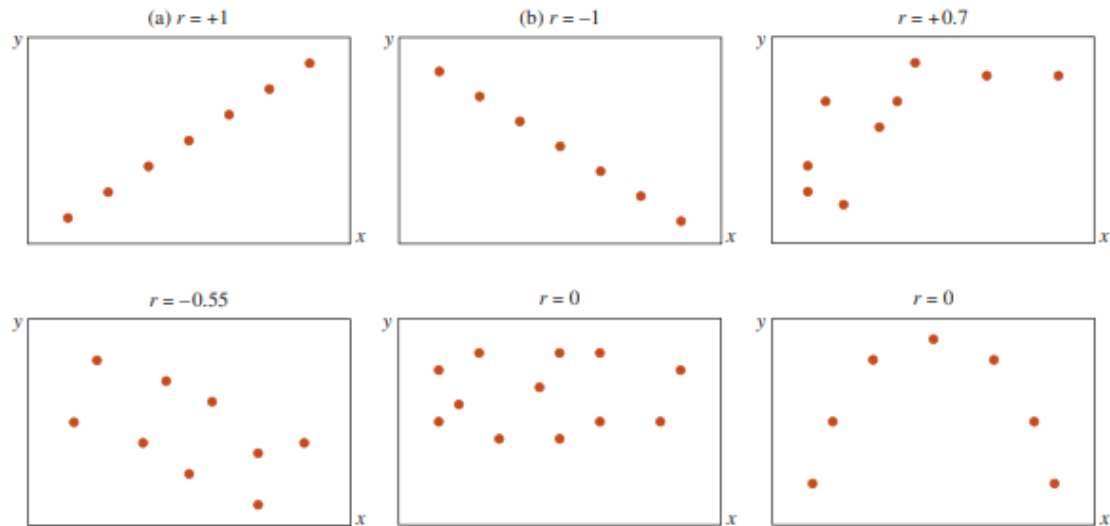 (a) r = +1
(b) r = −1
r = +0.7
y
y
y
x
x
x
r = −0.55
r = 0
r = 0
y
y
y
x
x
x